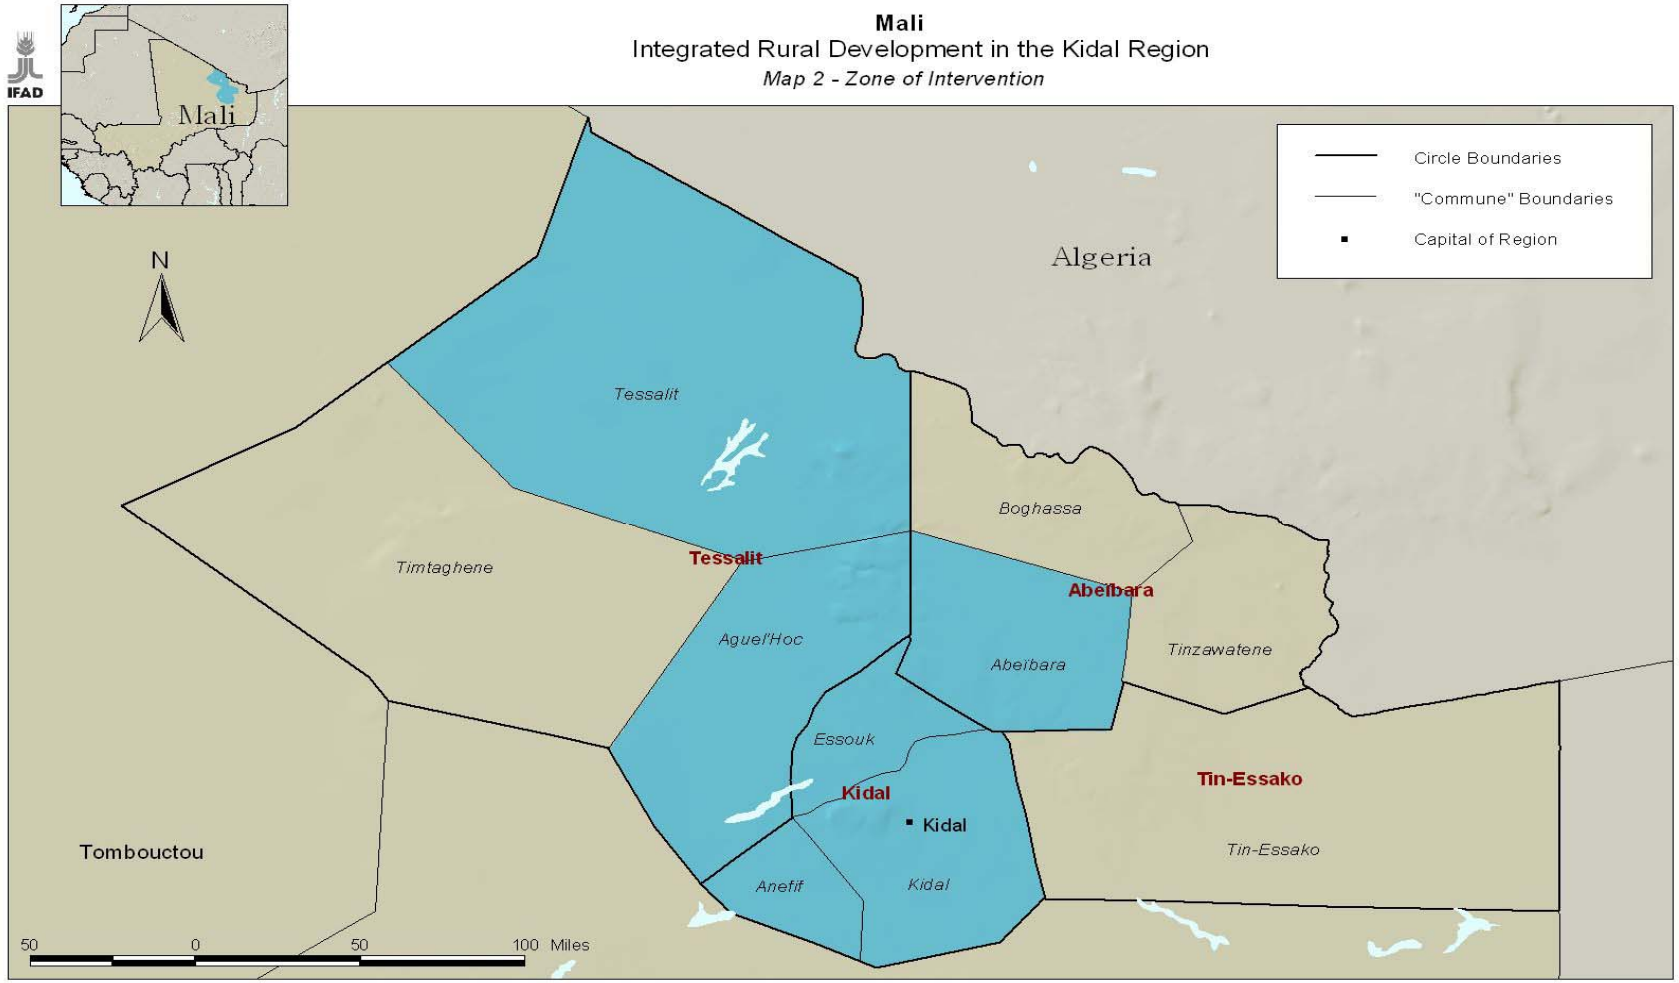 Mali
Integrated Rural Development in the Kidal Region
Map 2 - Zone of Intervention
IFAD
Mali
Circle Boundaries
"Commune" Boundaries
Capital of Region
N
Algeria
Tessalit
Boghassa
Tessalit
Timtaghene
Abeïbara
Aguel'Hoc
Tinzawatene
Abeïbara
Essouk
Tin-Essako
Kidal
Kidal
Tombouctou
Tin-Essako
Anefif
Kidal
50 0 50 100 Miles